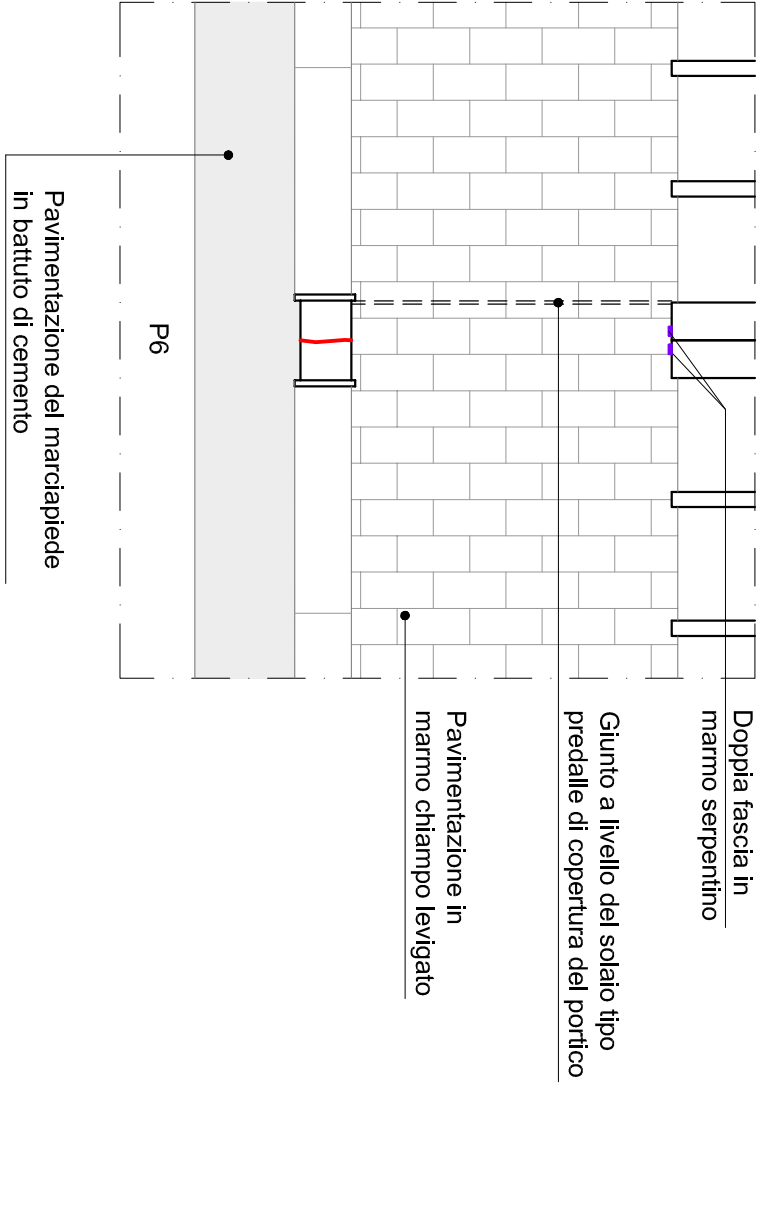 Doppia fascia in
marmo serpentino
Giunto a livello del solaio tipo
predalle di copertura del portico
Pavimentazione in
marmo chiampo levigato
P6
Pavimentazione del marciapiede
in battuto di cemento